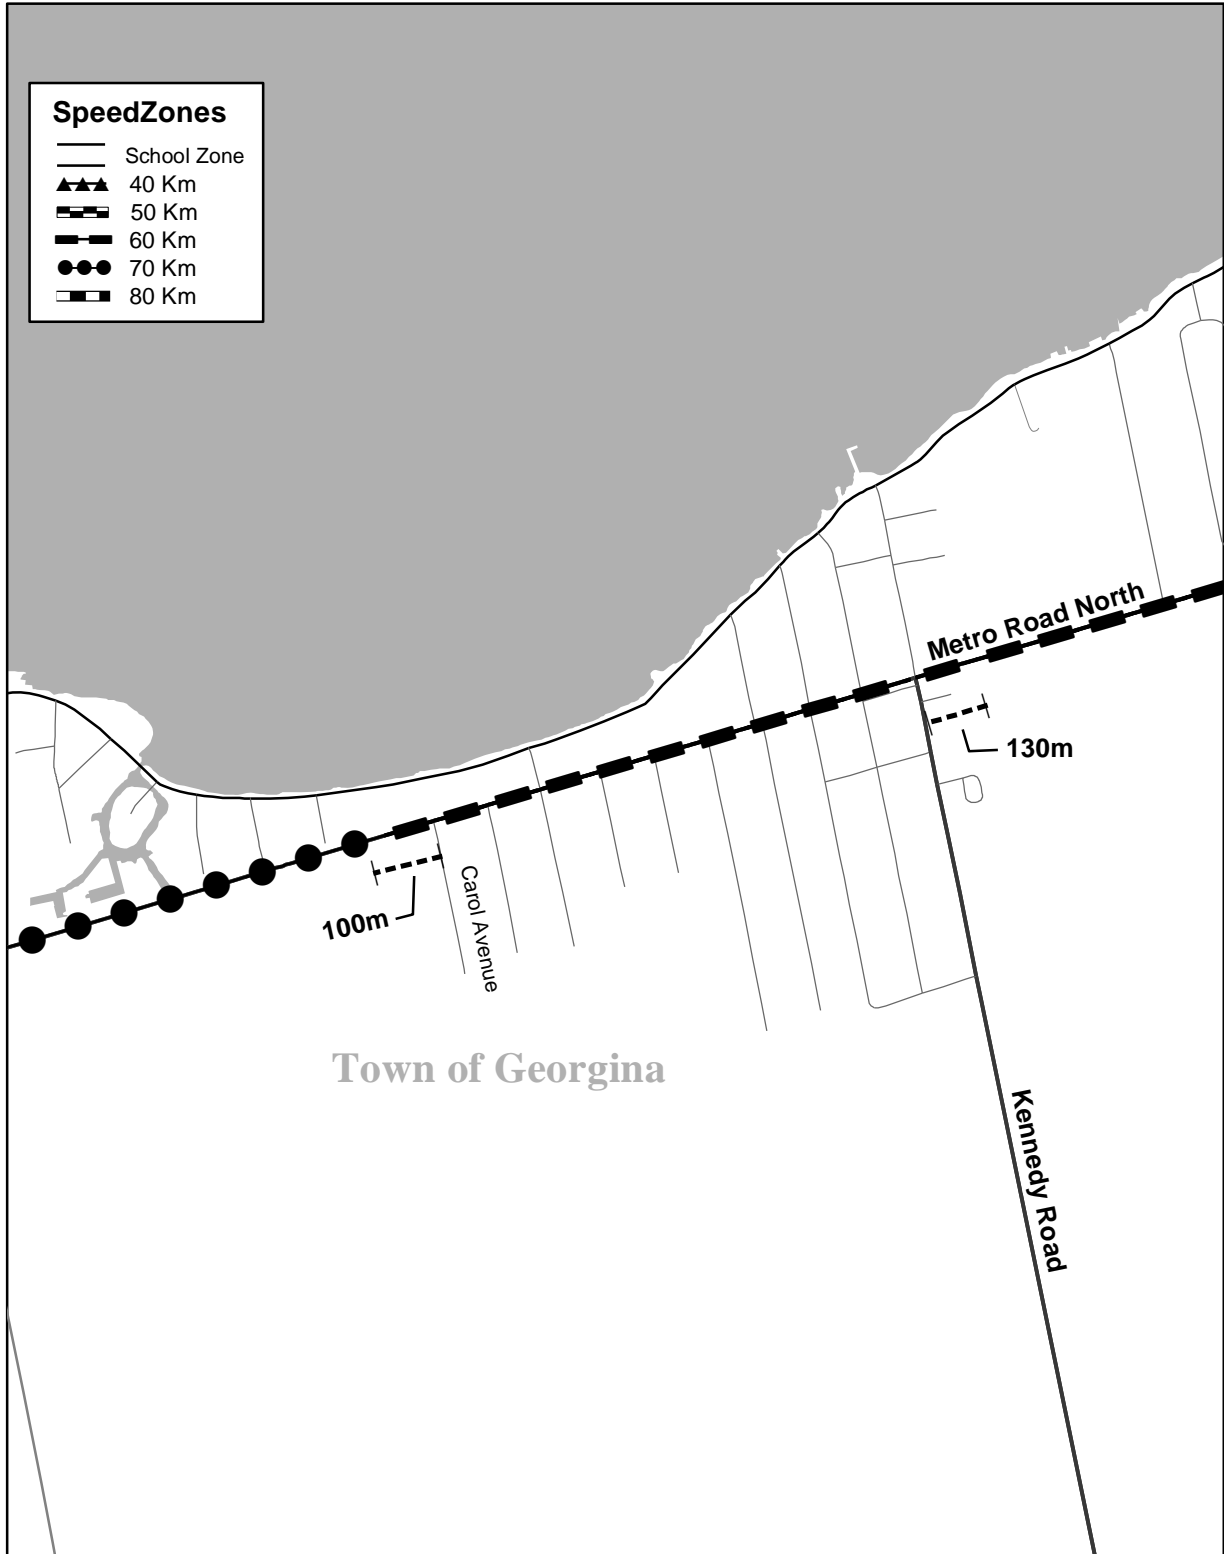 SpeedZones
School Zone
40 Km
50 Km
60 Km
70 Km
80 Km
Metro Road North
130m
100m
Carol Avenue
Town of Georgina
Kennedy Road